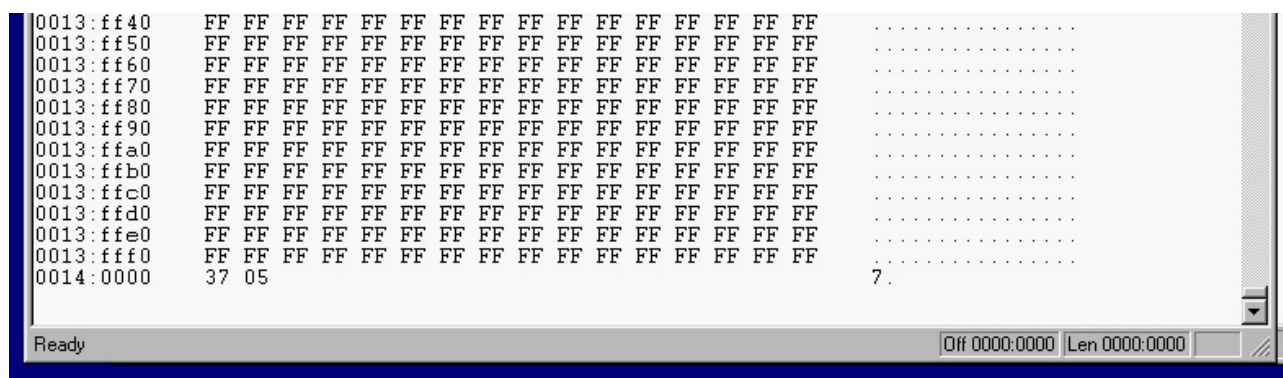 0013:ff40 FF FF FF FF FF FF FF FF FF FF FF FF FF FF FF FF ................
0013:ff50 FF FF FF FF FF FF FF FF FF FF FF FF FF FF FF FF ................
0013:ff60 FF FF FF FF FF FF FF FF FF FF FF FF FF FF FF FF ................
0013:ff70 FF FF FF FF FF FF FF FF FF FF FF FF FF FF FF FF ................
0013:ff80 FF FF FF FF FF FF FF FF FF FF FF FF FF FF FF FF ................
0013:ff90 FF FF FF FF FF FF FF FF FF FF FF FF FF FF FF FF ................
0013:ffa0 FF FF FF FF FF FF FF FF FF FF FF FF FF FF FF FF ................
0013:ffb0 FF FF FF FF FF FF FF FF FF FF FF FF FF FF FF FF ................
0013:ffc0 FF FF FF FF FF FF FF FF FF FF FF FF FF FF FF FF ................
0013:ffd0 FF FF FF FF FF FF FF FF FF FF FF FF FF FF FF FF ................
0013:ffe0 FF FF FF FF FF FF FF FF FF FF FF FF FF FF FF FF ................
0013:fff0 FF FF FF FF FF FF FF FF FF FF FF FF FF FF FF FF ................
0014:0000 37 05 7.
Ready Off 0000:0000 Len 0000:0000